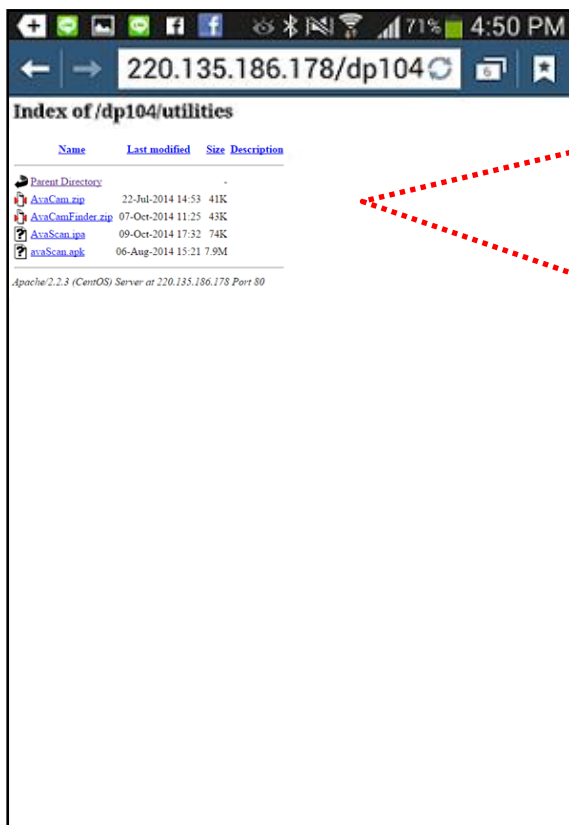 71% 4:50 PM
220.135.186.178/dp104 6
Index of /dp104/utilities
Name Last modified Size Description
Parent Directory -
AvaCam.zip 22-Jul-2014 14:53 41K
AvaCamFinder.zip 07-Oct-2014 11:25 43K
AvaScan.ipa 09-Oct-2014 17:32 74K
avaScan.apk 06-Aug-2014 15:21 7.9M
Apache/2.2.3 (CentOS) Server at 220.135.186.178 Port 80